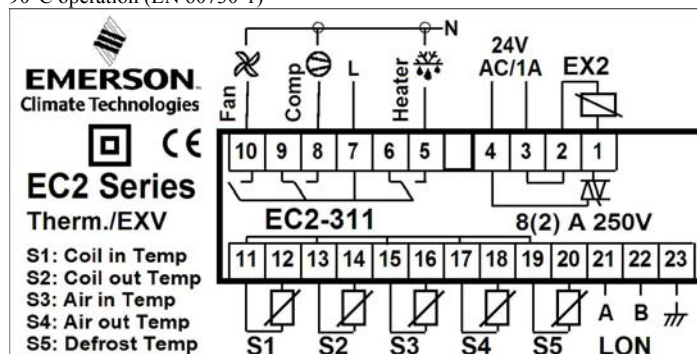 90°C operation (EN 60730-1)
EMERSON
Climate Technologies
CE
EC2 Series
Therm./EXV
S1: Coil in Temp
S2: Coil out Temp
S3: Air in Temp
S4: Air out Temp
S5: Defrost Temp
Fan
Comp
L
Heater
N
24V
AC/1A
EX2
10 9 8 7 6 5 4 3 2 1
EC2-311
8(2) A 250V
11 12 13 14 15 16 17 18 19 20 21 22 23
A B
S1 S2 S3 S4 S5 LON